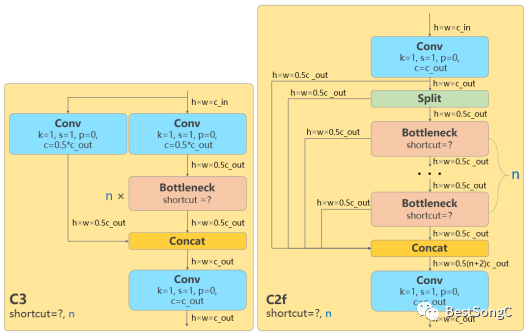 h×w×c_in
Conv
k=1, s=1, p=0,
c=0.5*c_out
Conv
k=1, s=1, p=0,
c=0.5*c_out
h×w×0.5c_out
n ×
Bottleneck
shortcut =?
h×w×0.5c_out
h×w×0.5c_out
Concat
h×w×c_out
Conv
k=1, s=1, p=0,
c=c_out
h×w×c_out
C3
shortcut=?, n
h×w×c_in
Conv
k=1, s=1, p=0,
c=c_out
h×w×0.5c_out
h×w×c_out
Split
h×w×0.5c_out
h×w×0.5c_out
Bottleneck
shortcut=?
h×w×0.5c_out
• • •
n
h×w×0.5c_out
Bottleneck
shortcut=?
h×w×0.5c_out
h×w×0.5c_out
Concat
h×w×0.5(n+2)c_out
Conv
k=1, s=1, p=0,
c=c_out
h×w×c_out
C2f
shortcut=?, n
BestSongC